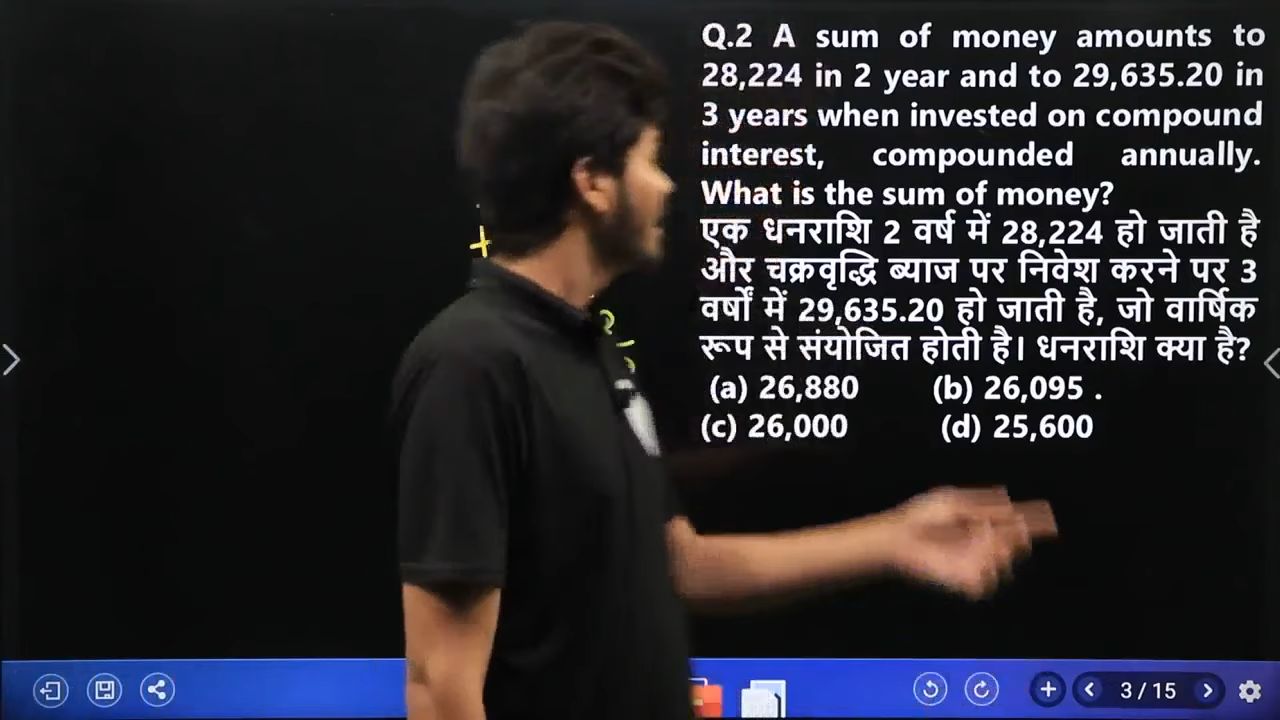 Q.2 A sum of money amounts to
28,224 in 2 year and to 29,635.20 in
3 years when invested on compound
interest, compounded annually.
What is the sum of money?
एक धनराशि 2 वर्ष में 28,224 हो जाती है
और चक्रवृद्धि ब्याज पर निवेश करने पर 3
वर्षों में 29,635.20 हो जाती है, जो वार्षिक
रूप से संयोजित होती है। धनराशि क्या है?
(a) 26,880 (b) 26,095 .
(c) 26,000 (d) 25,600
+
3 / 15